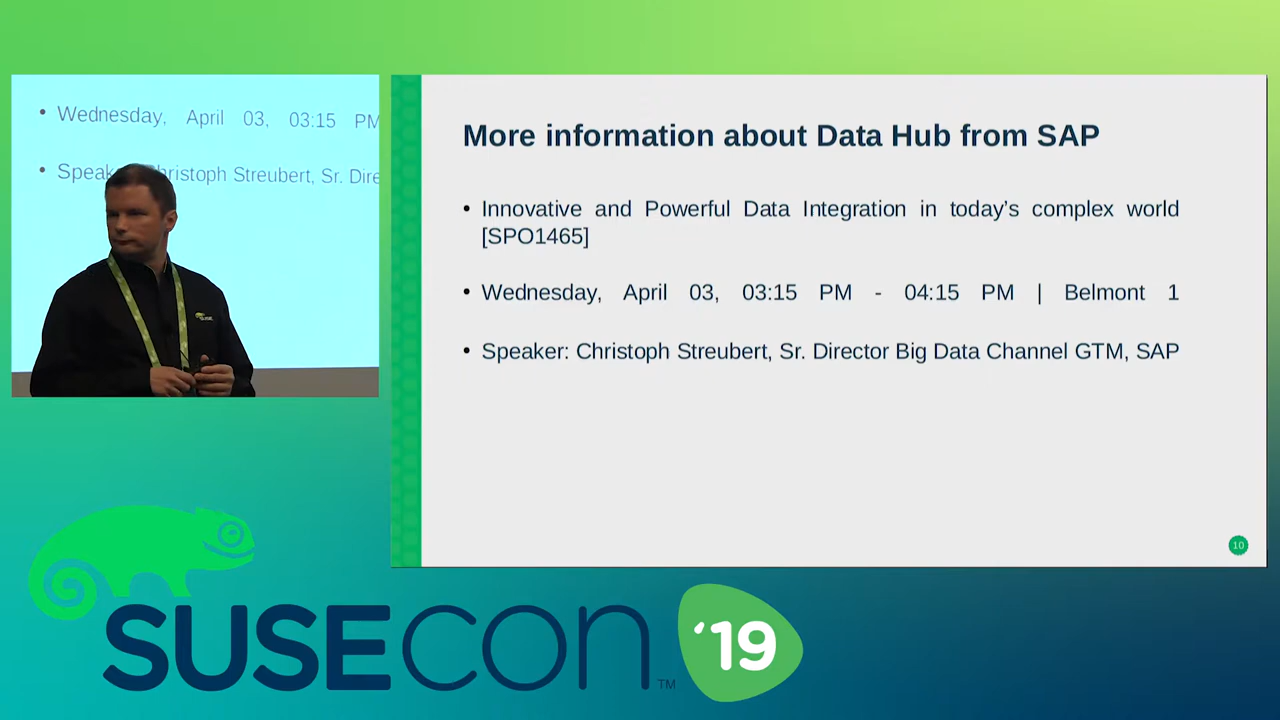 • Wednesday, April 03, 03:15 PM
• Speak hristoph Streubert, Sr. Dire
SUSE
More information about Data Hub from SAP
• Innovative and Powerful Data Integration in today’s complex world
[SPO1465]
• Wednesday, April 03, 03:15 PM - 04:15 PM | Belmont 1
• Speaker: Christoph Streubert, Sr. Director Big Data Channel GTM, SAP
10
SUSECON ’19
TM